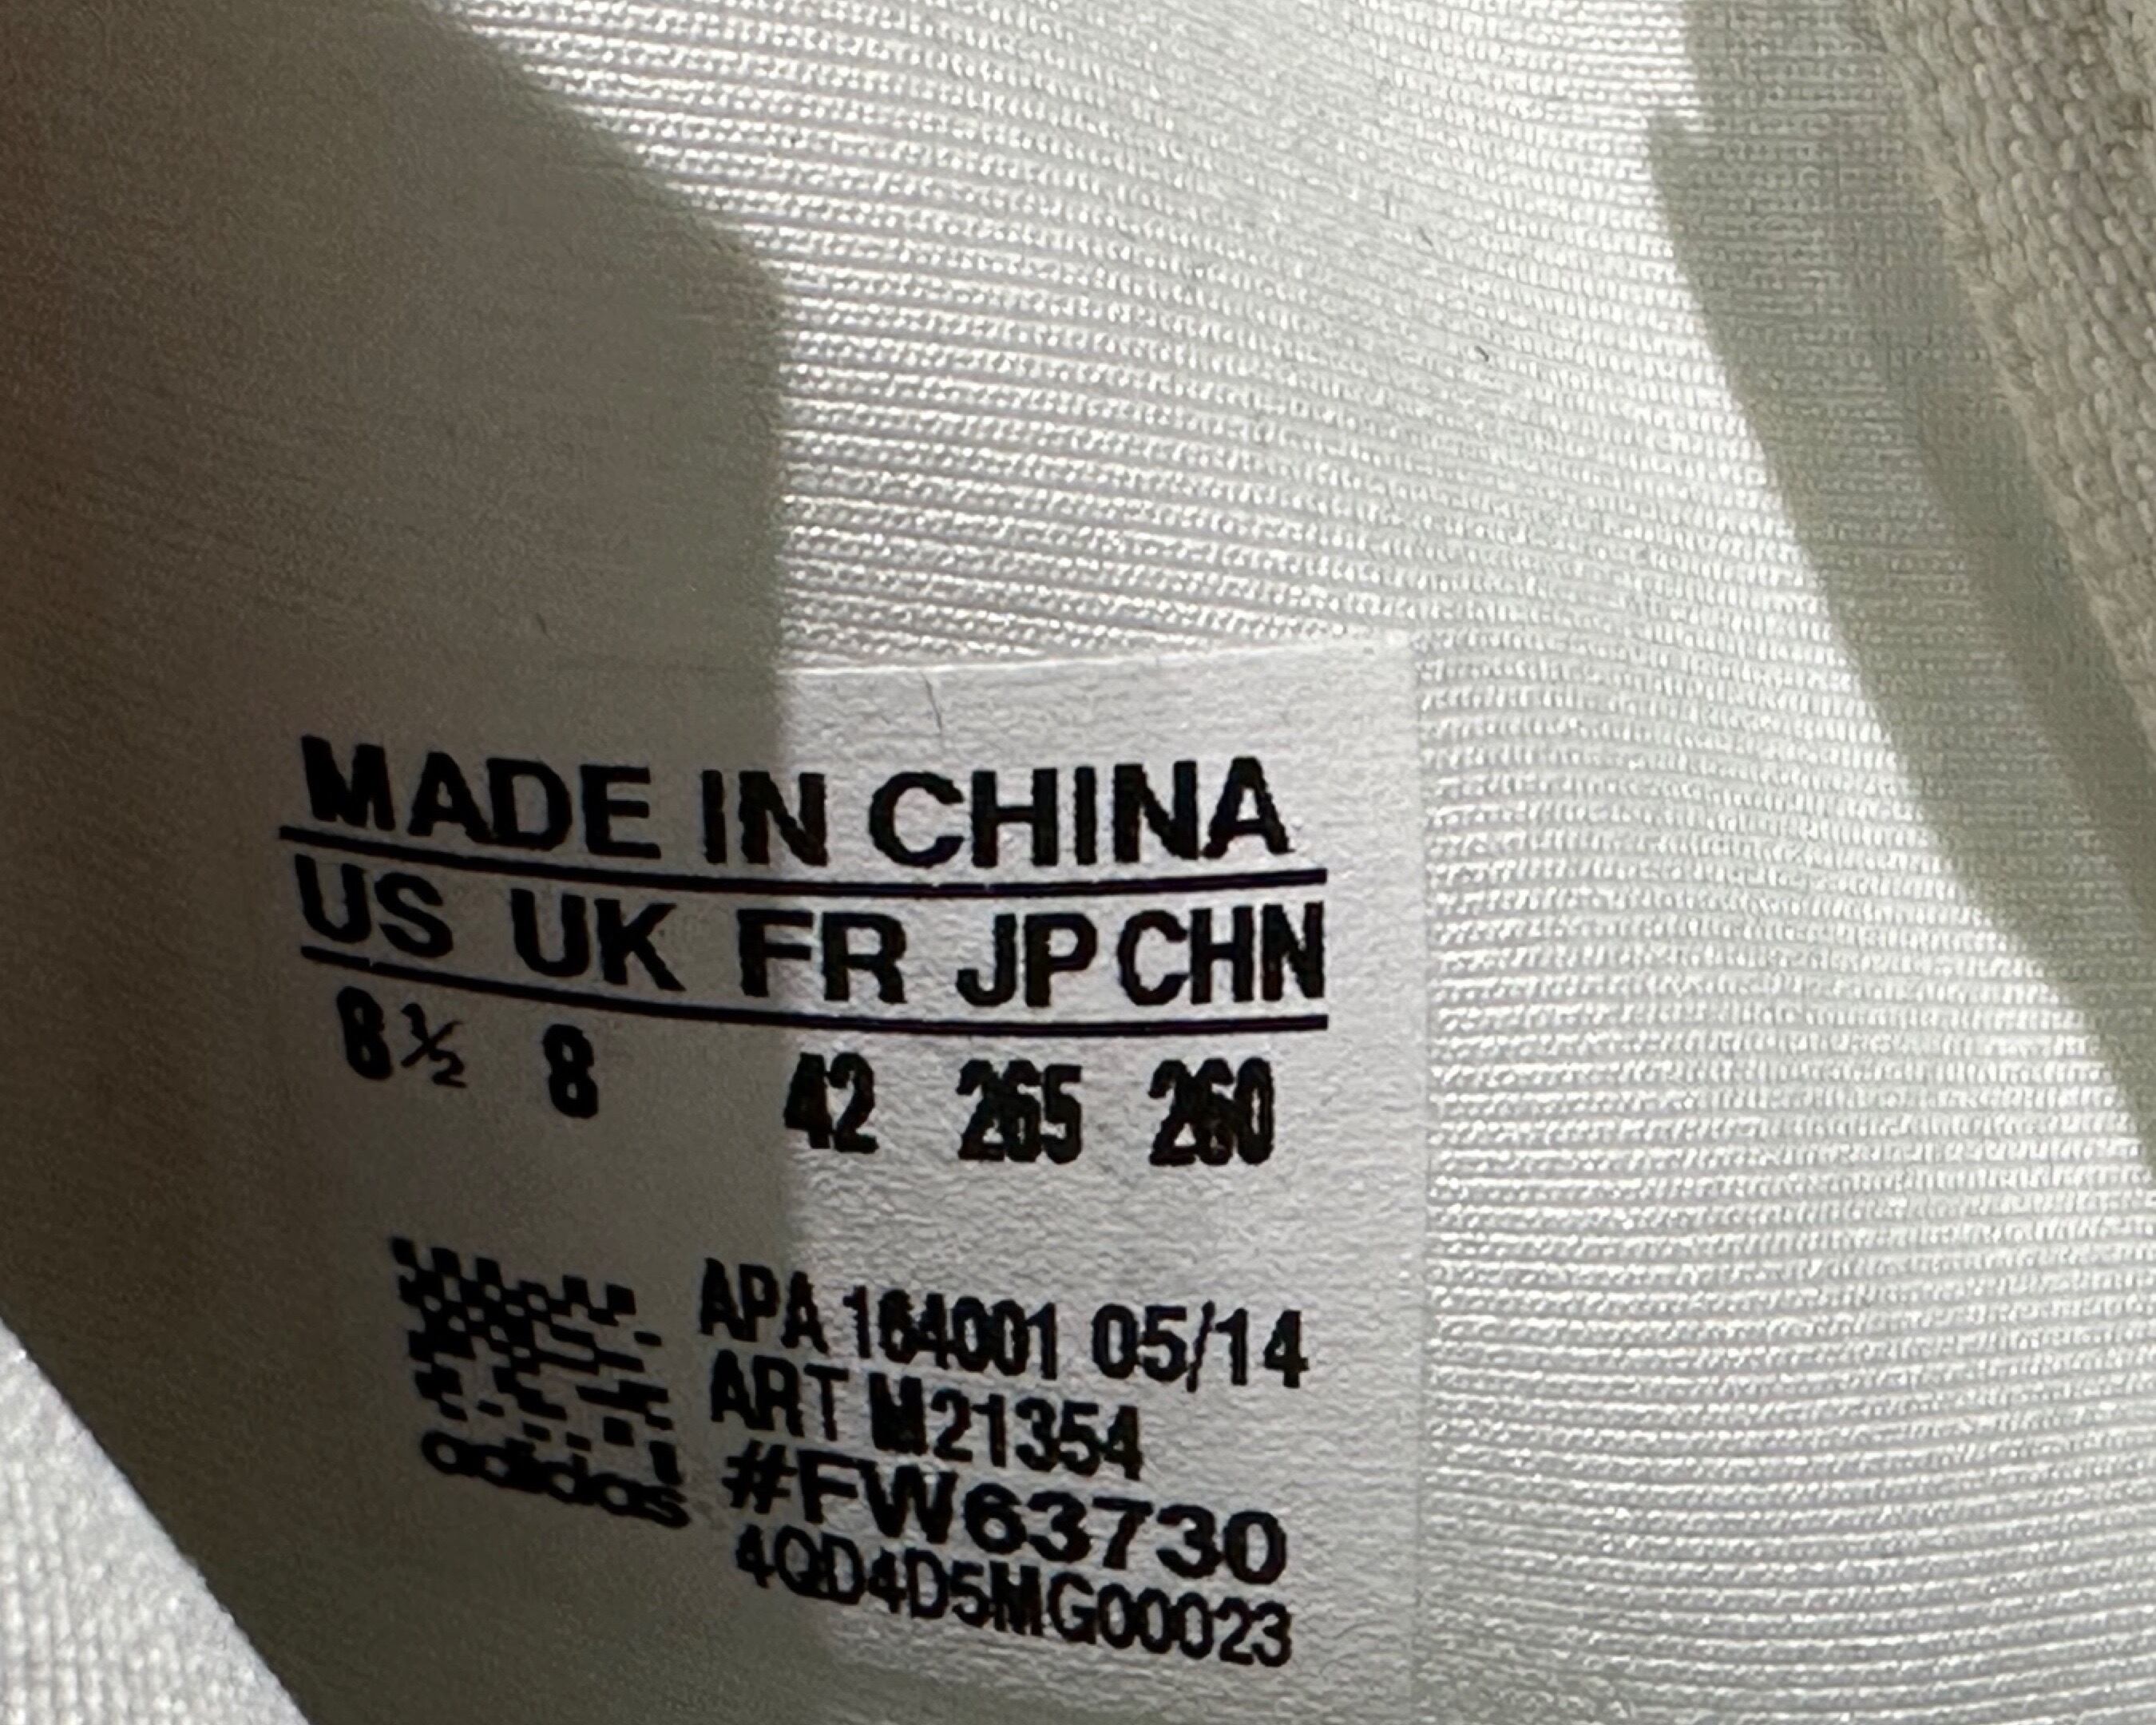 MADE IN CHINA
US UK FR JP CHN
8½ 8 42 265 260
APA 164001 05/14
ART M21354
#FW63730
4QD4D5MG00023
adidas